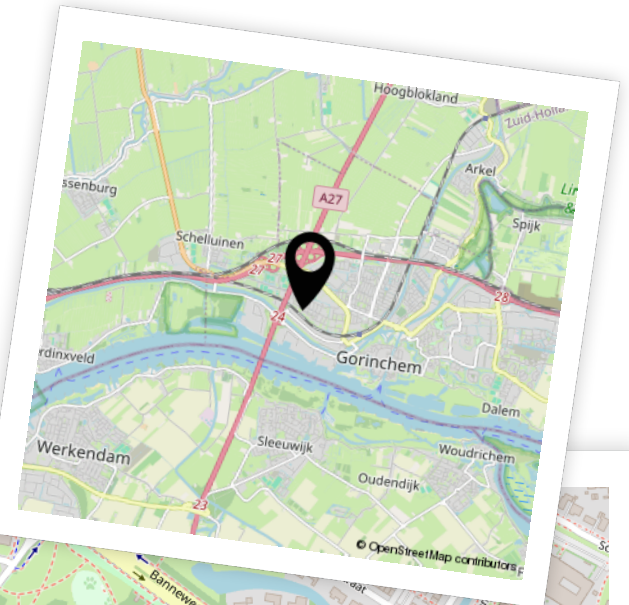 Hoogblokland
Zuid-Holla
Arkel
ssenburg
A27
Spijk
Schelluinen
27
27
28
24
rdinxveld
Gorinchem
Dalem
Werkendam
Sleeuwijk
Woudrichem
Oudendijk
23
© OpenStreetMap contributors
Bannewe